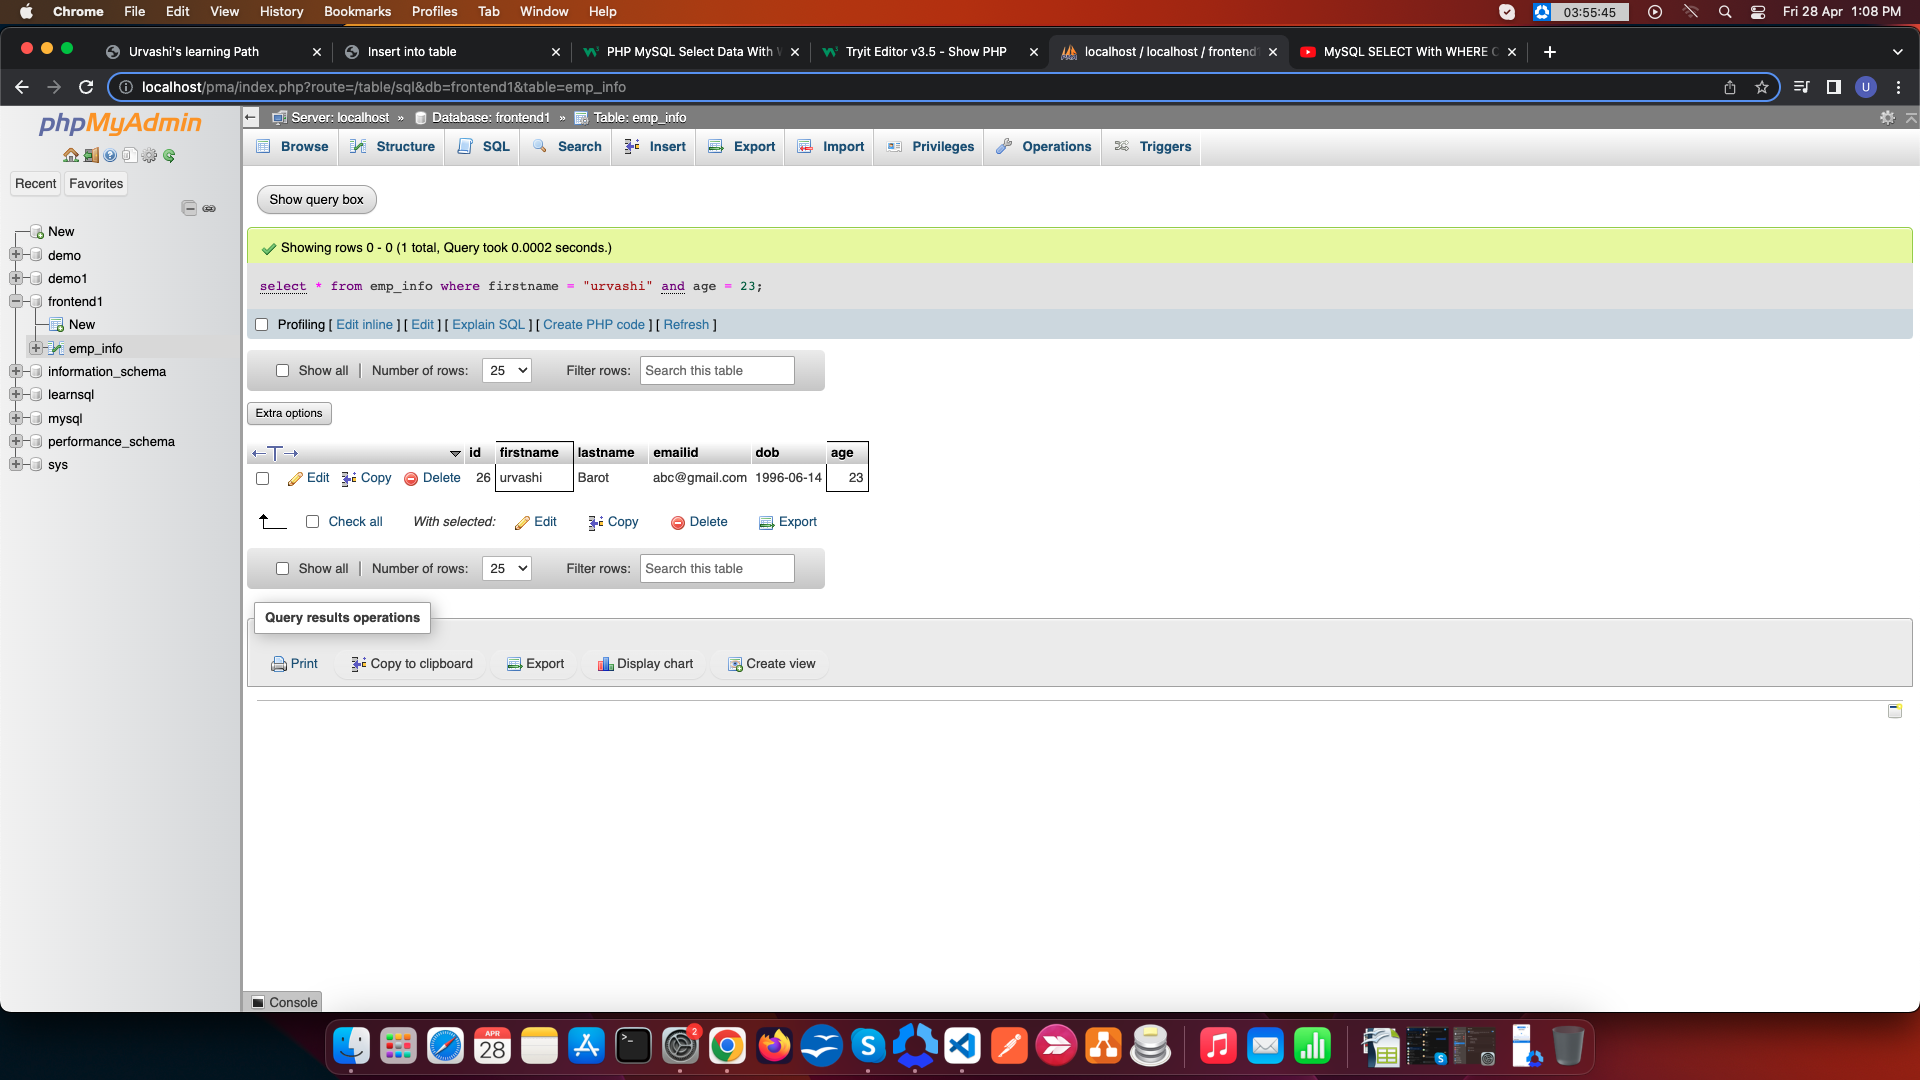 Chrome File Edit View History Bookmarks Profiles Tab Window Help
03:55:45 Fri 28 Apr 1:08 PM
Urvashi's learning Path
Insert into table
PHP MySQL Select Data With
Tryit Editor v3.5 - Show PHP
localhost / localhost / frontend
MySQL SELECT With WHERE C
localhost/pma/index.php?route=/table/sql&db=frontend1&table=emp_info
U
phpMyAdmin
Recent Favorites
New
demo
demo1
frontend1
New
emp_info
information_schema
learnsql
mysql
performance_schema
sys
Server: localhost » Database: frontend1 » Table: emp_info
Browse Structure SQL Search Insert Export Import Privileges Operations Triggers
Show query box
Showing rows 0 - 0 (1 total, Query took 0.0002 seconds.)
select * from emp_info where firstname = "urvashi" and age = 23;
Profiling [ Edit inline ] [ Edit ] [ Explain SQL ] [ Create PHP code ] [ Refresh ]
Show all | Number of rows: 25 Filter rows: Search this table
Extra options
id firstname lastname emailid dob age
Edit Copy Delete 26 urvashi Barot abc@gmail.com 1996-06-14 23
Check all With selected: Edit Copy Delete Export
Show all | Number of rows: 25 Filter rows: Search this table
Query results operations
Print Copy to clipboard Export Display chart Create view
Console
APR
28
2